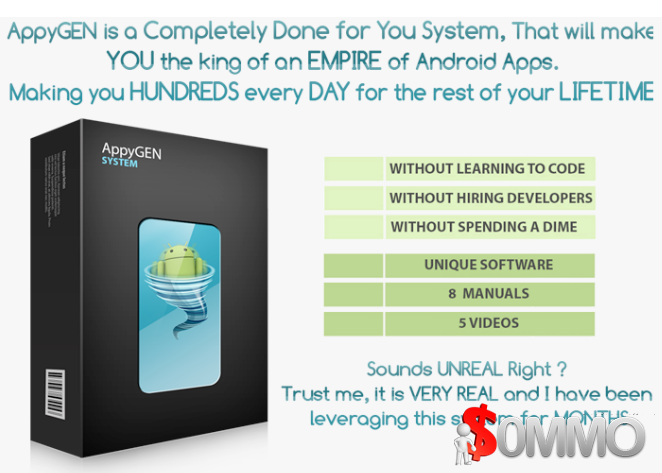 AppyGEN is a Completely Done for You System, That will make
YOU the king of an EMPIRE of Android Apps.
Making you HUNDREDS every DAY for the rest of your LIFETIME
AppyGEN
SYSTEM
WITHOUT LEARNING TO CODE
WITHOUT HIRING DEVELOPERS
WITHOUT SPENDING A DIME
UNIQUE SOFTWARE
8 MANUALS
5 VIDEOS
Sounds UNREAL Right ?
Trust me, it is VERY REAL and I have been
leveraging this system for MONTHS
$OMMO